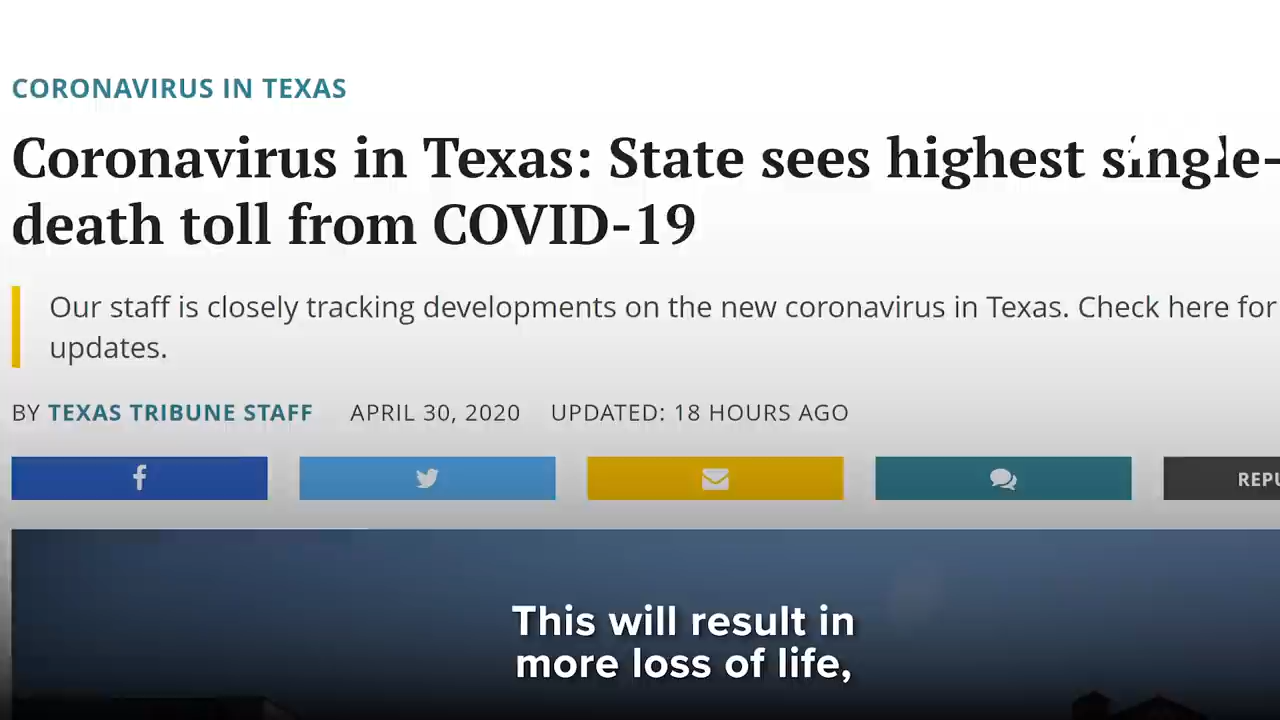 CORONAVIRUS IN TEXAS
Coronavirus in Texas: State sees highest single-
death toll from COVID-19
Our staff is closely tracking developments on the new coronavirus in Texas. Check here for
updates.
BY TEXAS TRIBUNE STAFF APRIL 30, 2020 UPDATED: 18 HOURS AGO
REPU
This will result in
more loss of life,